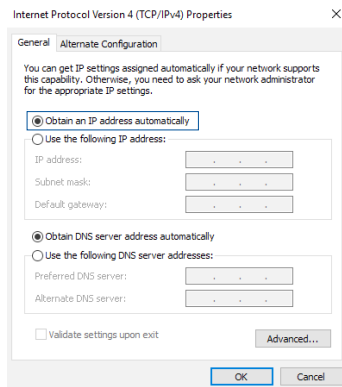 Internet Protocol Version 4 (TCP/IPv4) Properties
General Alternate Configuration
You can get IP settings assigned automatically if your network supports
this capability. Otherwise, you need to ask your network administrator
for the appropriate IP settings.
Obtain an IP address automatically
Use the following IP address:
IP address:
Subnet mask:
Default gateway:
Obtain DNS server address automatically
Use the following DNS server addresses:
Preferred DNS server:
Alternate DNS server:
Validate settings upon exit
Advanced...
OK Cancel